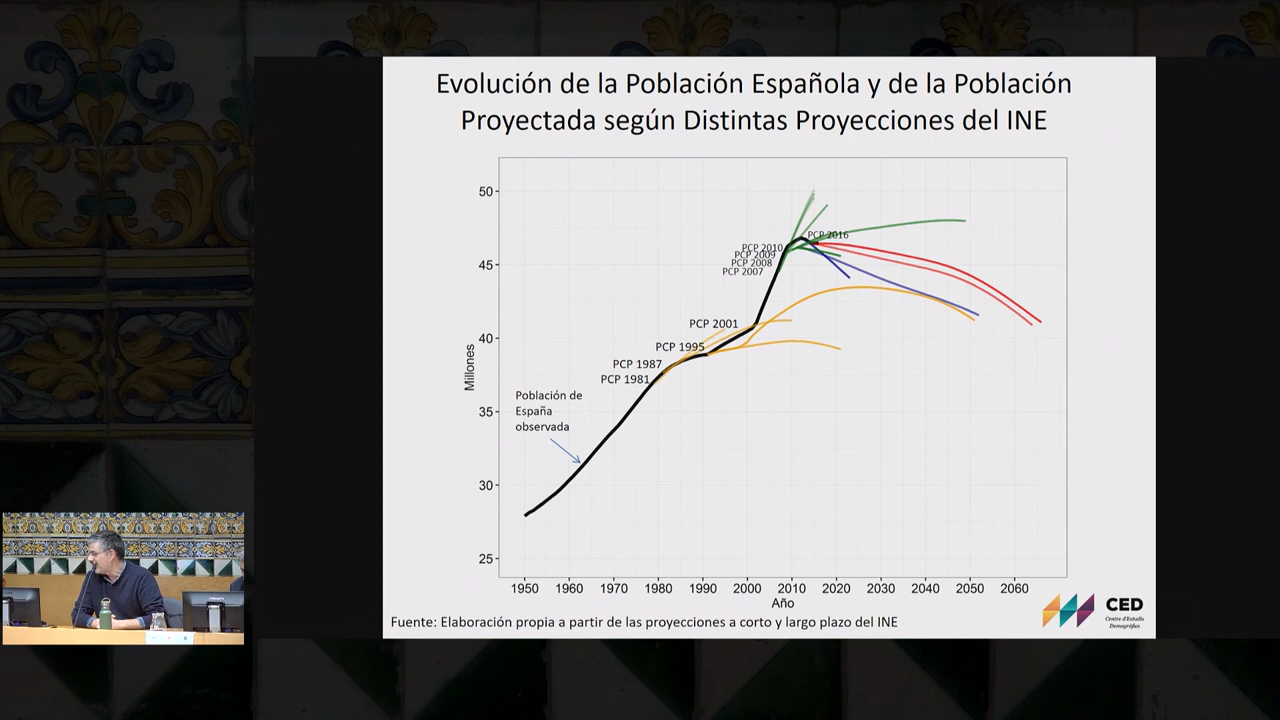 Evolución de la Población Española y de la Población
Proyectada según Distintas Proyecciones del INE
50
45
40
35
30
25
Millones
PCP 2016
PCP 2010
PCP 2009
PCP 2008
PCP 2007
PCP 2001
PCP 1995
PCP 1987
PCP 1981
Población de
España
observada
1950 1960 1970 1980 1990 2000 2010 2020 2030 2040 2050 2060
Año
Fuente: Elaboración propia a partir de las proyecciones a corto y largo plazo del INE
CED
Centre d'Estudis
Demogràfics